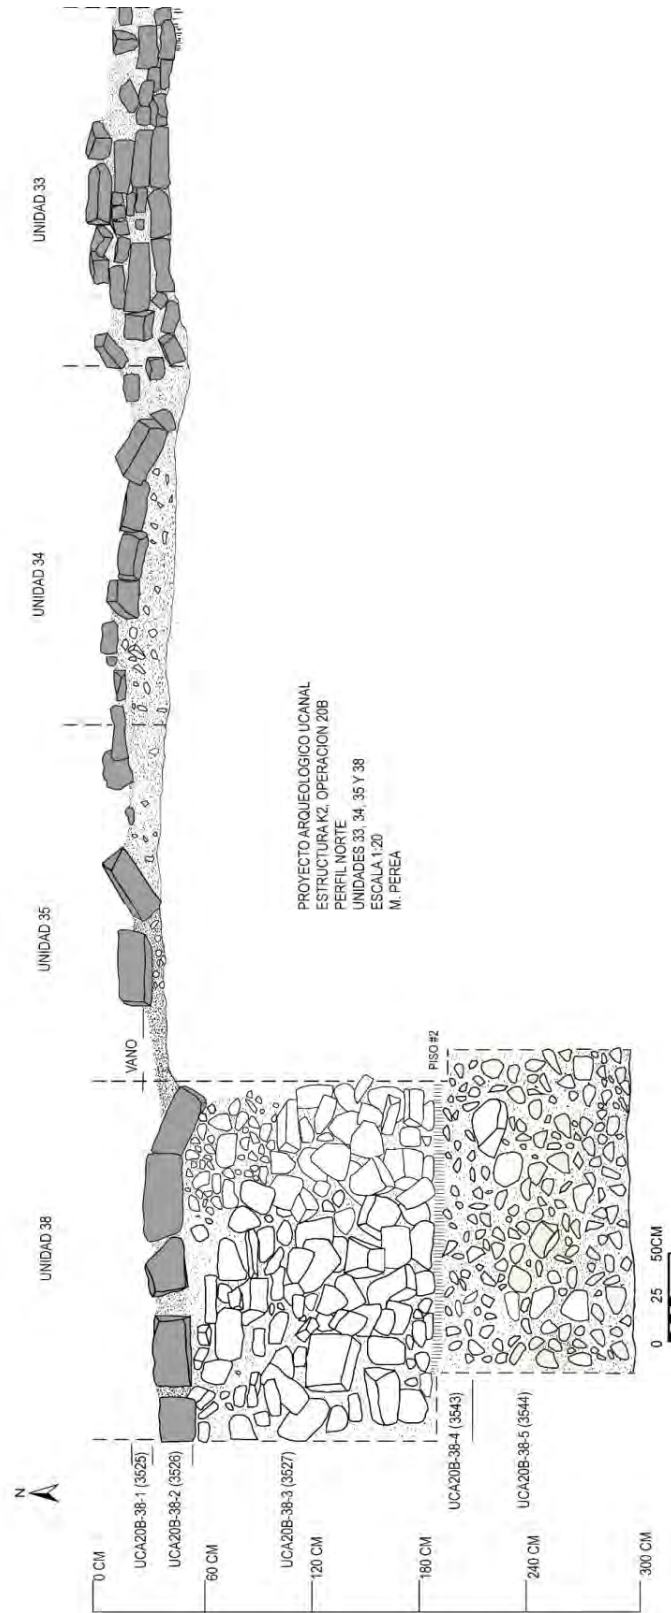 UNIDAD 38
UNIDAD 35
UNIDAD 34
UNIDAD 33
N
VANO
0 CM
60 CM
120 CM
180 CM
240 CM
300 CM
UCA20B-38-1 (3525)
UCA20B-38-2 (3526)
UCA20B-38-3 (3527)
UCA20B-38-4 (3543)
UCA20B-38-5 (3544)
PISO #2
PROYECTO ARQUEOLOGICO UCANAL
ESTRUCTURA K2, OPERACION 20B
PERFIL NORTE
UNIDADES 33, 34, 35 Y 38
ESCALA 1:20
M. PEREA
0 25 50CM